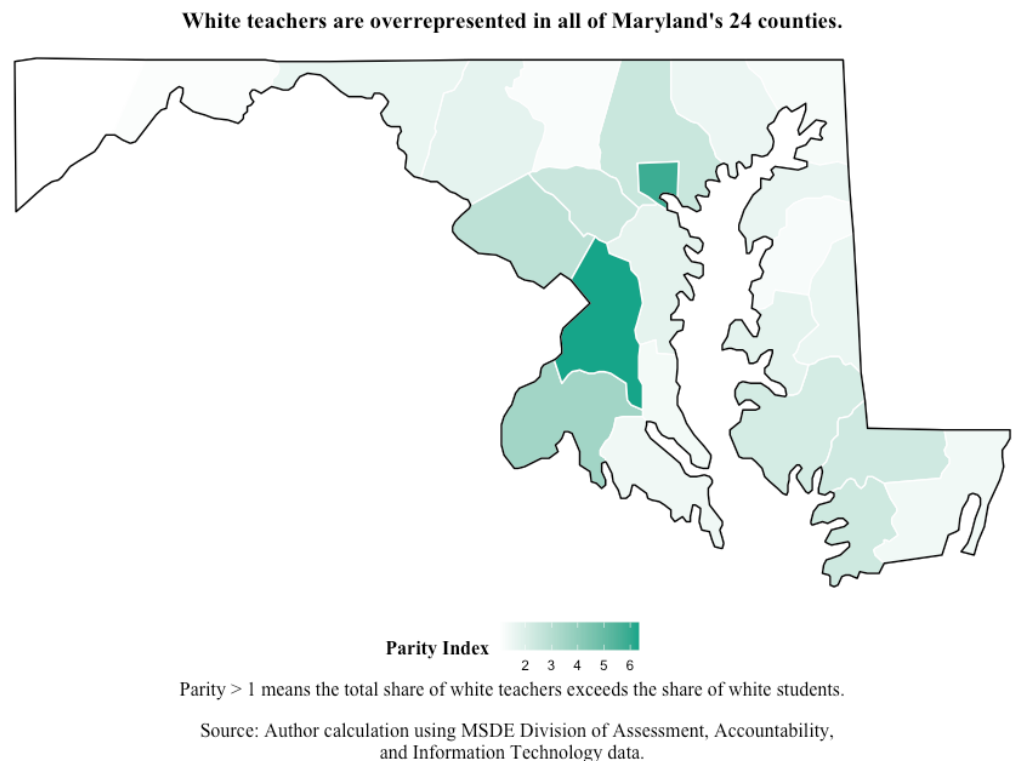 White teachers are overrepresented in all of Maryland's 24 counties.
Parity Index
2 3 4 5 6
Parity > 1 means the total share of white teachers exceeds the share of white students.
Source: Author calculation using MSDE Division of Assessment, Accountability,
and Information Technology data.